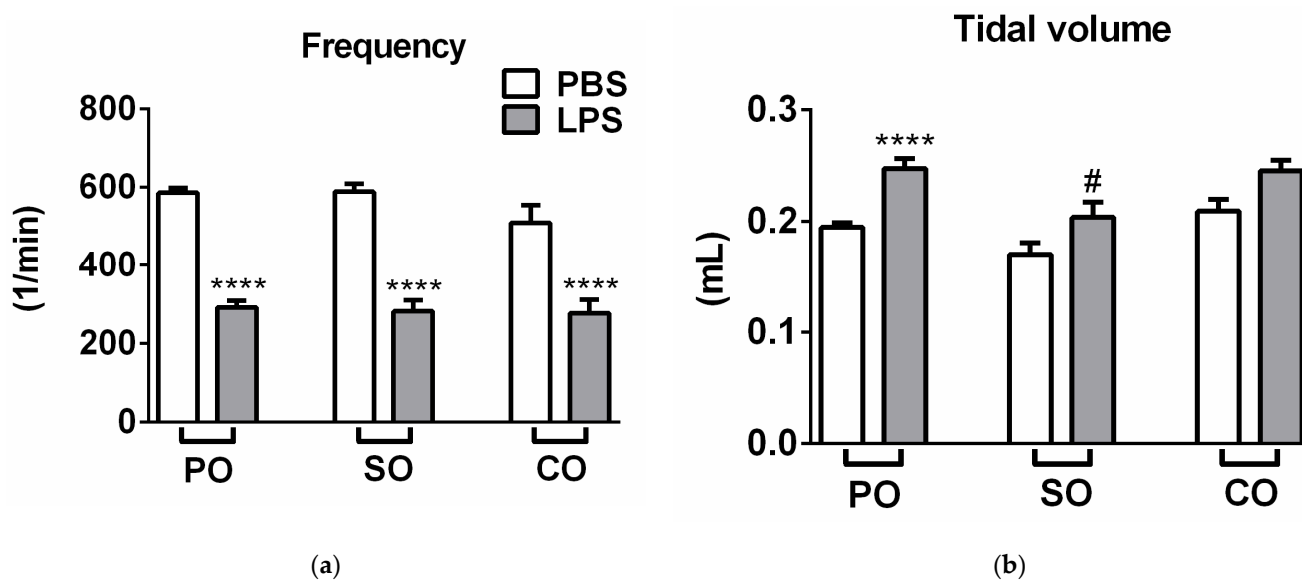 Frequency
PBS
LPS
(1/min)
800
600
400
200
0
****
****
****
PO
SO
CO
(a)
Tidal volume
(mL)
0.3
0.2
0.1
0.0
****
#
PO
SO
CO
(b)